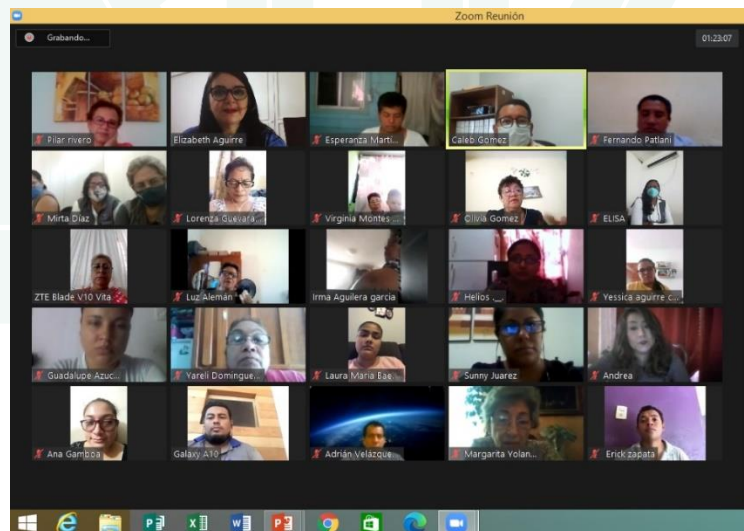 Zoom Reunión
Grabando...
01:23:07
Pilar rivero
Elizabeth Aguirre
Esperanza Martí...
Caleb Gomez
Fernando Patlani
Mirta Díaz
Lorenza Guevara...
Virginia Montes ...
Olivia Gomez
ELISA
ZTE Blade V10 Vita
Luz Alemán
Irma Aguilera garcia
Helios ._.
Yessica aguirre c...
Guadalupe Azuc...
Yareli Domingue...
Laura Maria Bae...
Sunny Juarez
Andrea
Ana Gamboa
Galaxy A10
Adrián Velázque...
Margarita Yolan...
Erick zapata